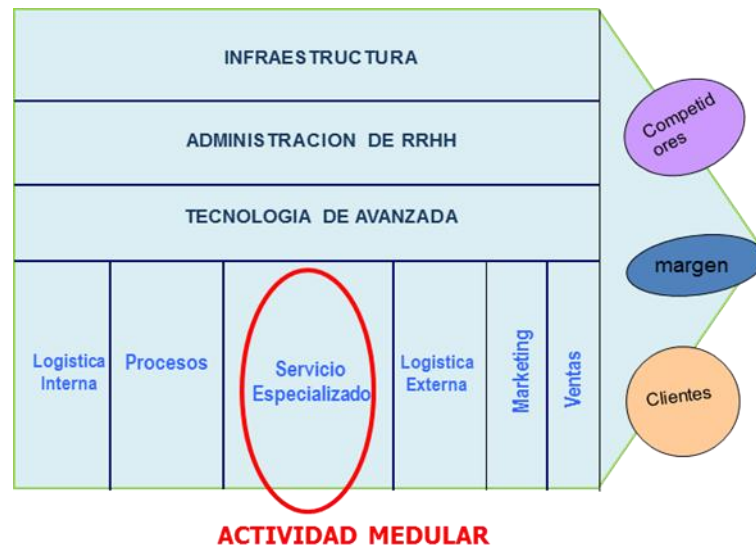 INFRAESTRUCTURA
ADMINISTRACION DE RRHH
TECNOLOGIA DE AVANZADA
Logistica
Interna
Procesos
Servicio
Especializado
Logistica
Externa
Marketing
Ventas
Competid
ores
margen
Clientes
ACTIVIDAD MEDULAR